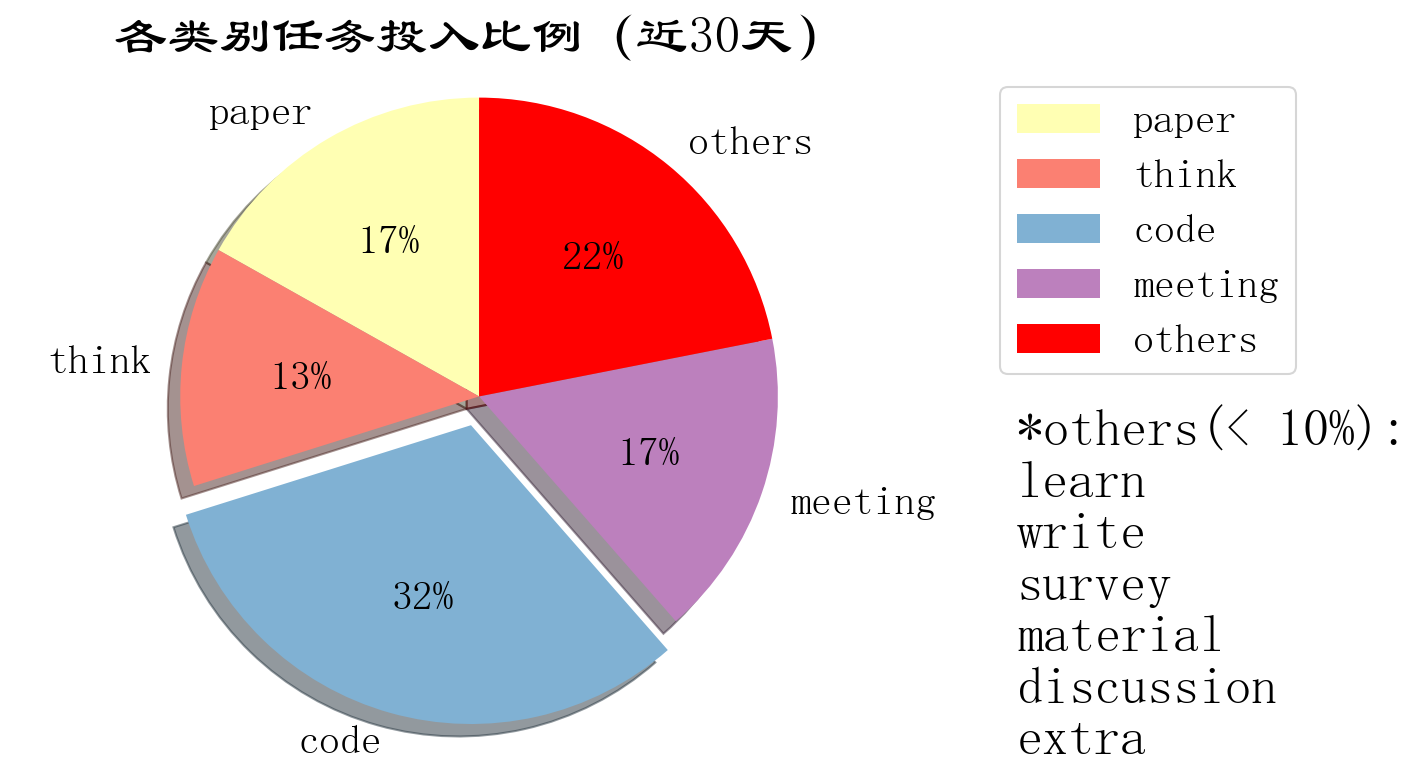 各类别任务投入比例 (近30天)
paper
others
17%
22%
think
13%
17%
meeting
32%
code
paper
think
code
meeting
others
*others(< 10%):
learn
write
survey
material
discussion
extra